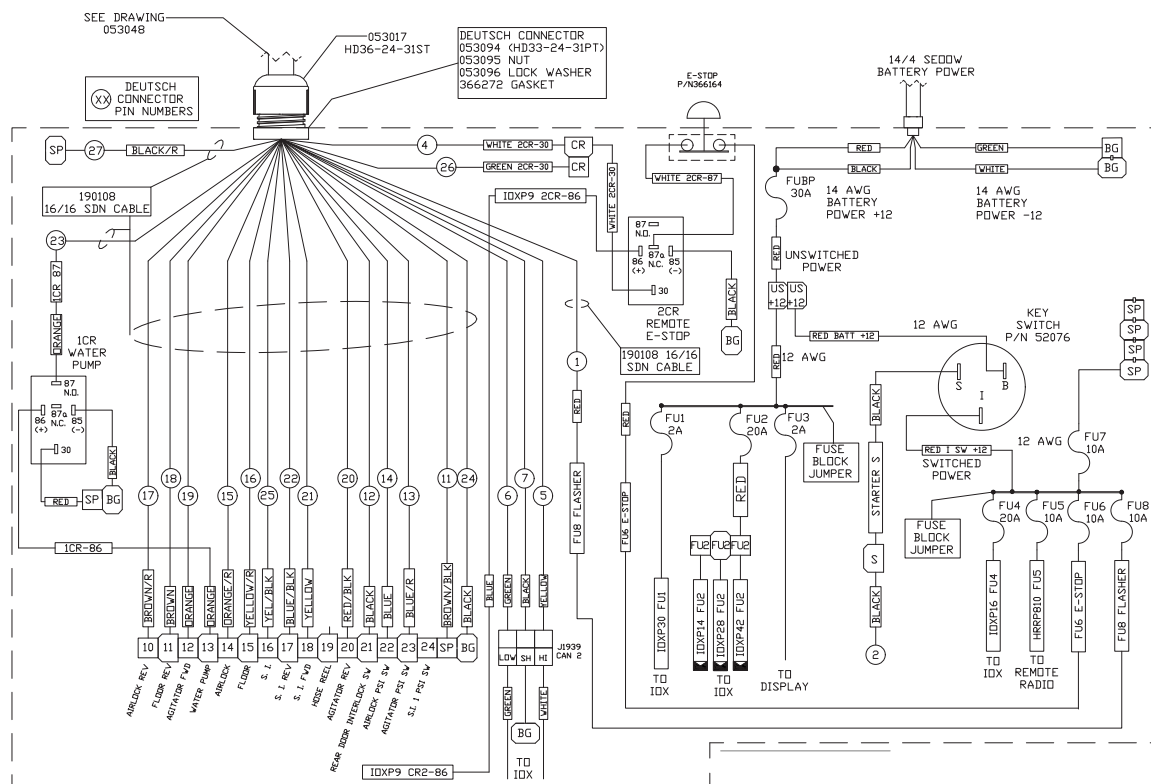 SEE DRAWING
053048
053017
HD36-24-31ST
DEUTSCH CONNECTOR
053094 (HD33-24-31PT)
053095 NUT
053096 LOCK WASHER
366272 GASKET
XX
DEUTSCH
CONNECTOR
PIN NUMBERS
E-STOP
P/N366164
14/4 SEOOW
BATTERY POWER
SP
27
BLACK/R
4
WHITE 2CR-30
CR
26
GREEN 2CR-30
CR
WHITE 2CR-30
WHITE 2CR-87
RED
GREEN
BG
BLACK
WHITE
BG
FUBP
30A
14 AWG
BATTERY
POWER +12
14 AWG
BATTERY
POWER -12
190108
16/16 SDN CABLE
23
1CR 87
ORANGE
1CR
WATER
PUMP
87
N.O.
86
(+)
87a
N.C.
85
(-)
30
BLACK
RED
SP
BG
1CR-86
IOXP9 2CR-86
87
N.O.
86
(+)
87a
N.C.
85
(-)
30
2CR
REMOTE
E-STOP
BLACK
BG
190108 16/16
SDN CABLE
RED
UNSWITCHED
POWER
US
+12
US
+12
RED BATT +12
12 AWG
KEY
SWITCH
P/N 52076
S
B
I
SP
SP
SP
SP
RED
12 AWG
FU1
2A
FU2
20A
FU3
2A
FUSE
BLOCK
JUMPER
RED
FU2
FU2
FU2
IOXP30 FU1
IOXP14 FU2
IOXP28 FU2
IOXP42 FU2
TO
IOX
TO
IOX
TO
DISPLAY
BLACK
STARTER S
S
BLACK
2
RED I SW +12
SWITCHED
POWER
12 AWG
FU7
10A
FUSE
BLOCK
JUMPER
FU4
20A
FU5
10A
FU6
10A
FU8
10A
IOXP16 FU4
HRRPB10 FU5
FU6 E-STOP
FU8 FLASHER
TO
IOX
TO
REMOTE
RADIO
1
RED
FU8 FLASHER
RED
FU6 E-STOP
17
18
19
15
16
25
22
21
20
12
14
13
11
24
6
7
5
BROWN/R
BROWN
ORANGE
ORANGE
ORANGE/R
YELLOW/R
YEL/BLK
BLUE/BLK
YELLOW
RED/BLK
BLACK
BLUE
BLUE/R
BROWN/BLK
BLACK
BLUE
GREEN
BLACK
YELLOW
10
11
12
13
14
15
16
17
18
19
20
21
22
23
24
SP
BG
LOW
SH
HI
J1939
CAN 2
AIRLOCK REV
FLOOR REV
AGITATOR FWD
WATER PUMP
AIRLOCK
FLOOR
S. I.
S. I. REV
S. I. FWD
HOSE REEL
AGITATOR REV
REAR DOOR INTERLOCK SW
AIRLOCK PSI SW
AGITATOR PSI SW
S.I. 1 PSI SW
GREEN
WHITE
BG
TO
IOX
IOXP9 CR2-86